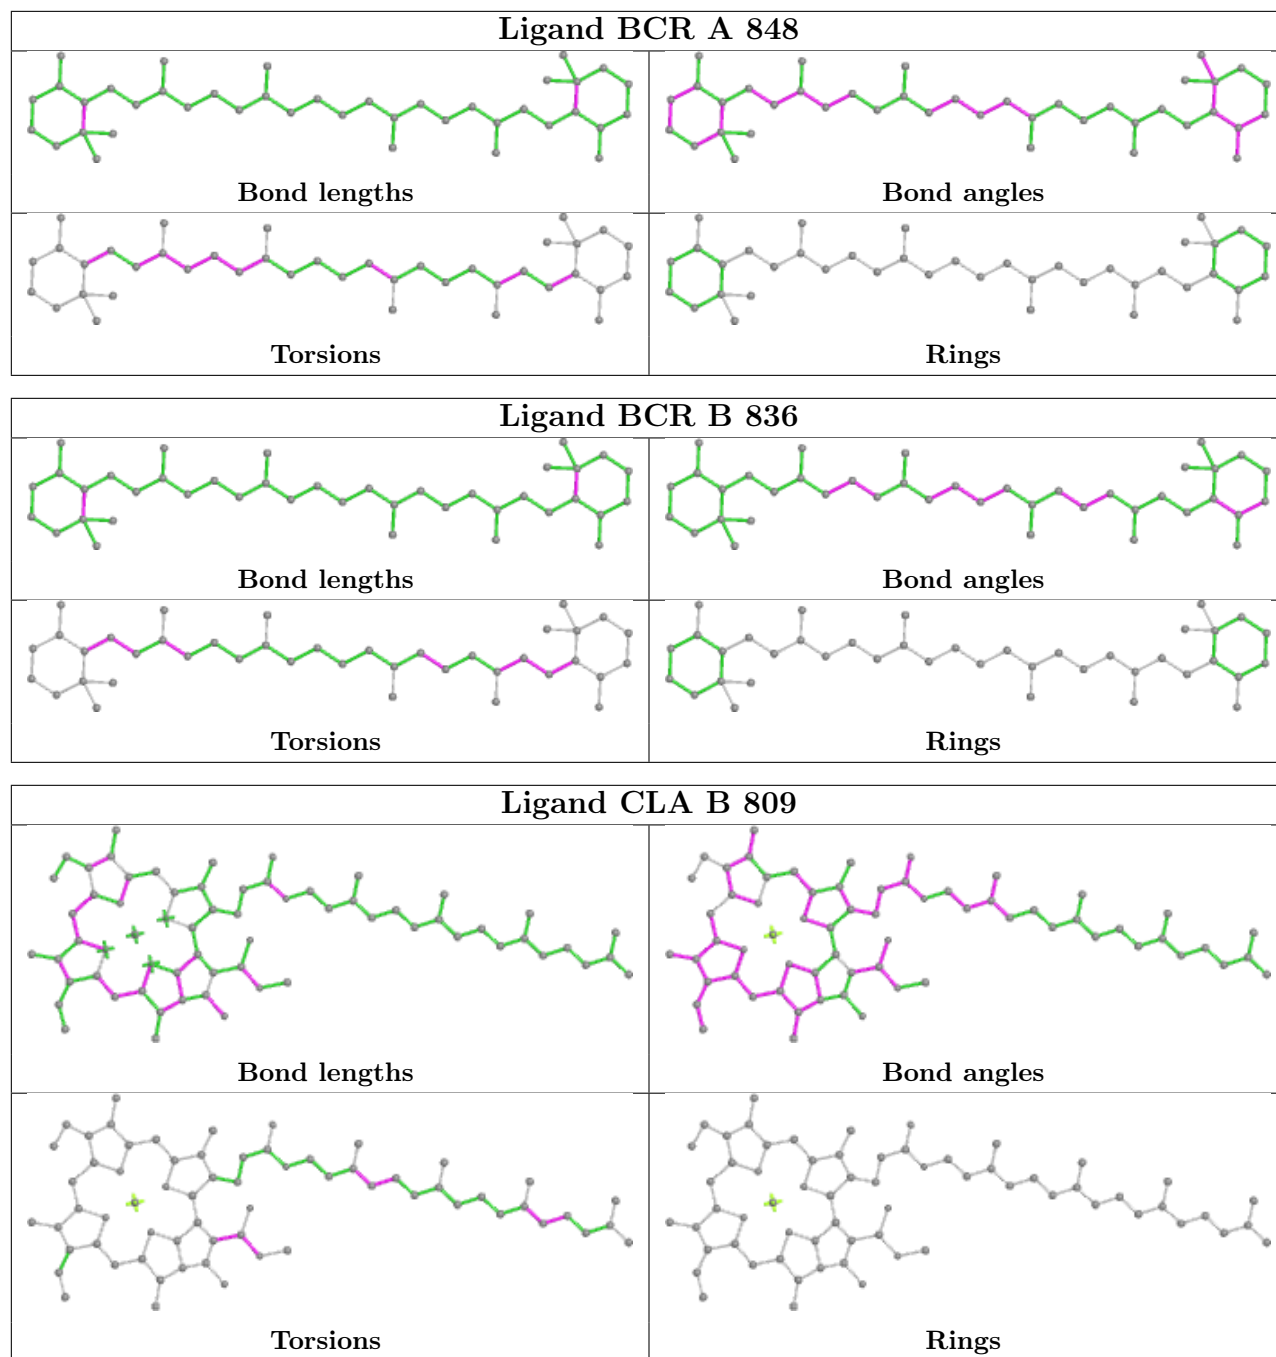 Ligand BCR A 848
Bond lengths
Bond angles
Torsions
Rings
Ligand BCR B 836
Bond lengths
Bond angles
Torsions
Rings
Ligand CLA B 809
Bond lengths
Bond angles
Torsions
Rings